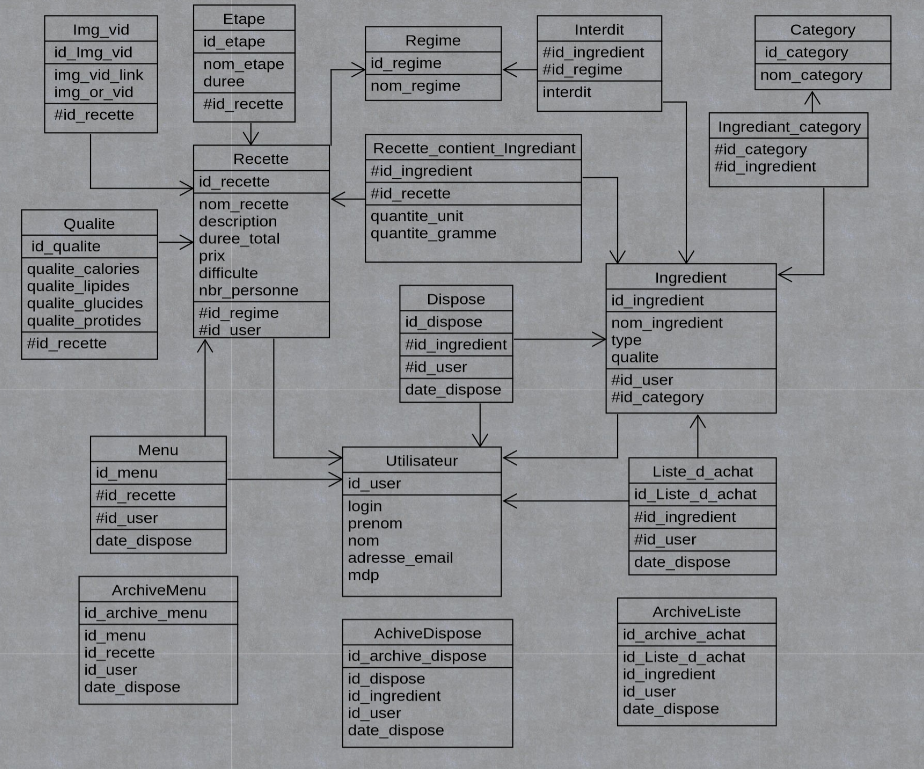 Img_vid
id_Img_vid
img_vid_link
img_or_vid
#id_recette
Etape
id_etape
nom_etape
duree
#id_recette
Regime
id_regime
nom_regime
Interdit
#id_ingredient
#id_regime
interdit
Category
id_category
nom_category
Ingrediant_category
#id_category
#id_ingredient
Recette
id_recette
nom_recette
description
duree_total
prix
difficulte
nbr_personne
#id_regime
#id_user
Recette_contient_Ingrediant
#id_ingredient
#id_recette
quantite_unit
quantite_gramme
Qualite
id_qualite
qualite_calories
qualite_lipides
qualite_glucides
qualite_protides
#id_recette
Dispose
id_dispose
#id_ingredient
#id_user
date_dispose
Ingredient
id_ingredient
nom_ingredient
type
qualite
#id_user
#id_category
Menu
id_menu
#id_recette
#id_user
date_dispose
Utilisateur
id_user
login
prenom
nom
adresse_email
mdp
Liste_d_achat
id_Liste_d_achat
#id_ingredient
#id_user
date_dispose
ArchiveMenu
id_archive_menu
id_menu
id_recette
id_user
date_dispose
AchiveDispose
id_archive_dispose
id_dispose
id_ingredient
id_user
date_dispose
ArchiveListe
id_archive_achat
id_Liste_d_achat
id_ingredient
id_user
date_dispose